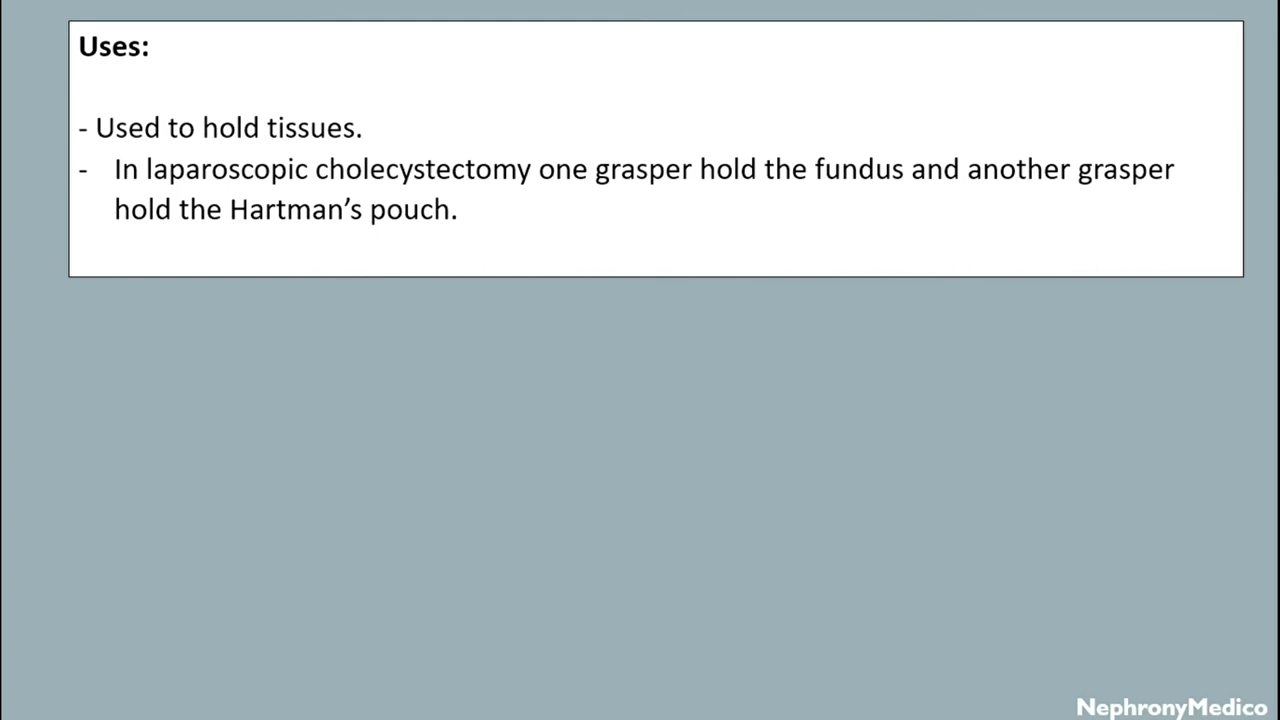 Uses:
- Used to hold tissues.
- In laparoscopic cholecystectomy one grasper hold the fundus and another grasper
hold the Hartman’s pouch.
NephronyMedico